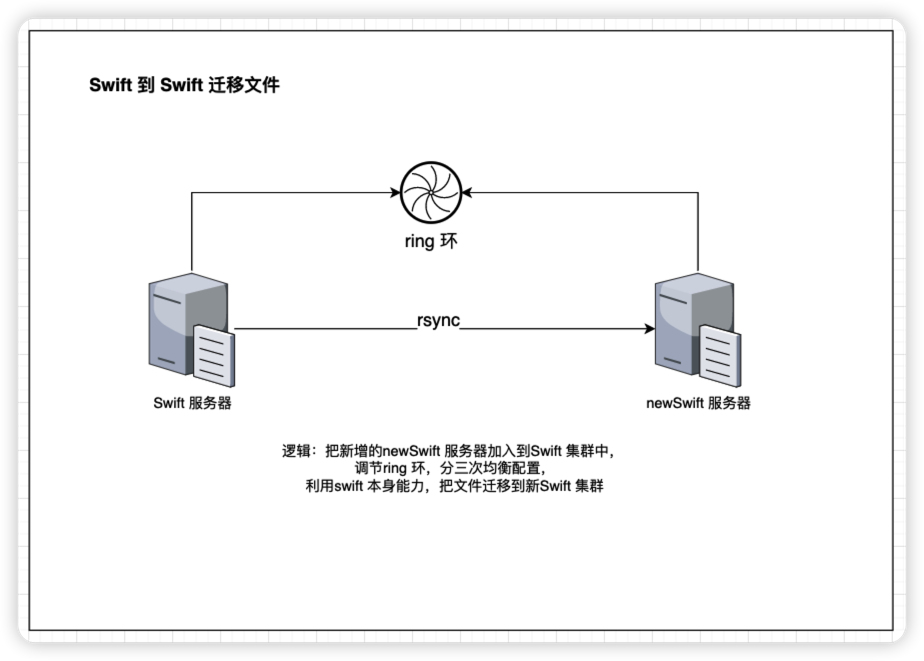 Swift 到 Swift 迁移文件
ring 环
rsync
Swift 服务器
newSwift 服务器
逻辑：把新增的newSwift 服务器加入到Swift 集群中，
调节ring 环，分三次均衡配置，
利用swift 本身能力，把文件迁移到新Swift 集群